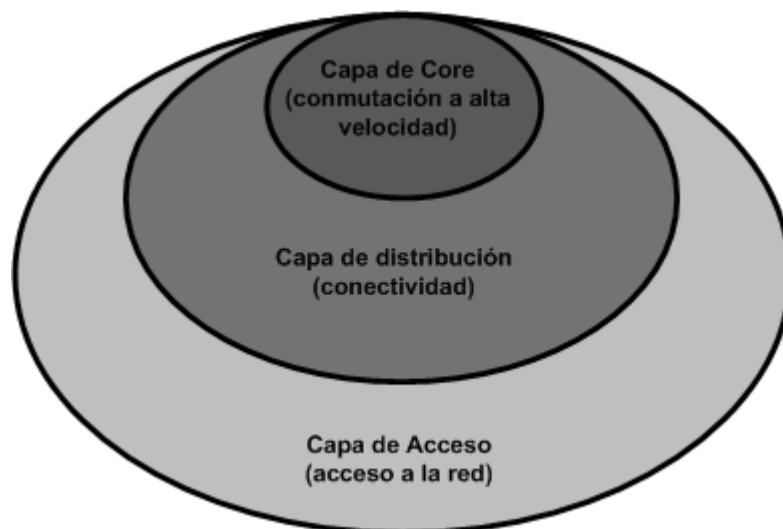 Capa de Core
(conmutación a alta
velocidad)
Capa de distribución
(conectividad)
Capa de Acceso
(acceso a la red)